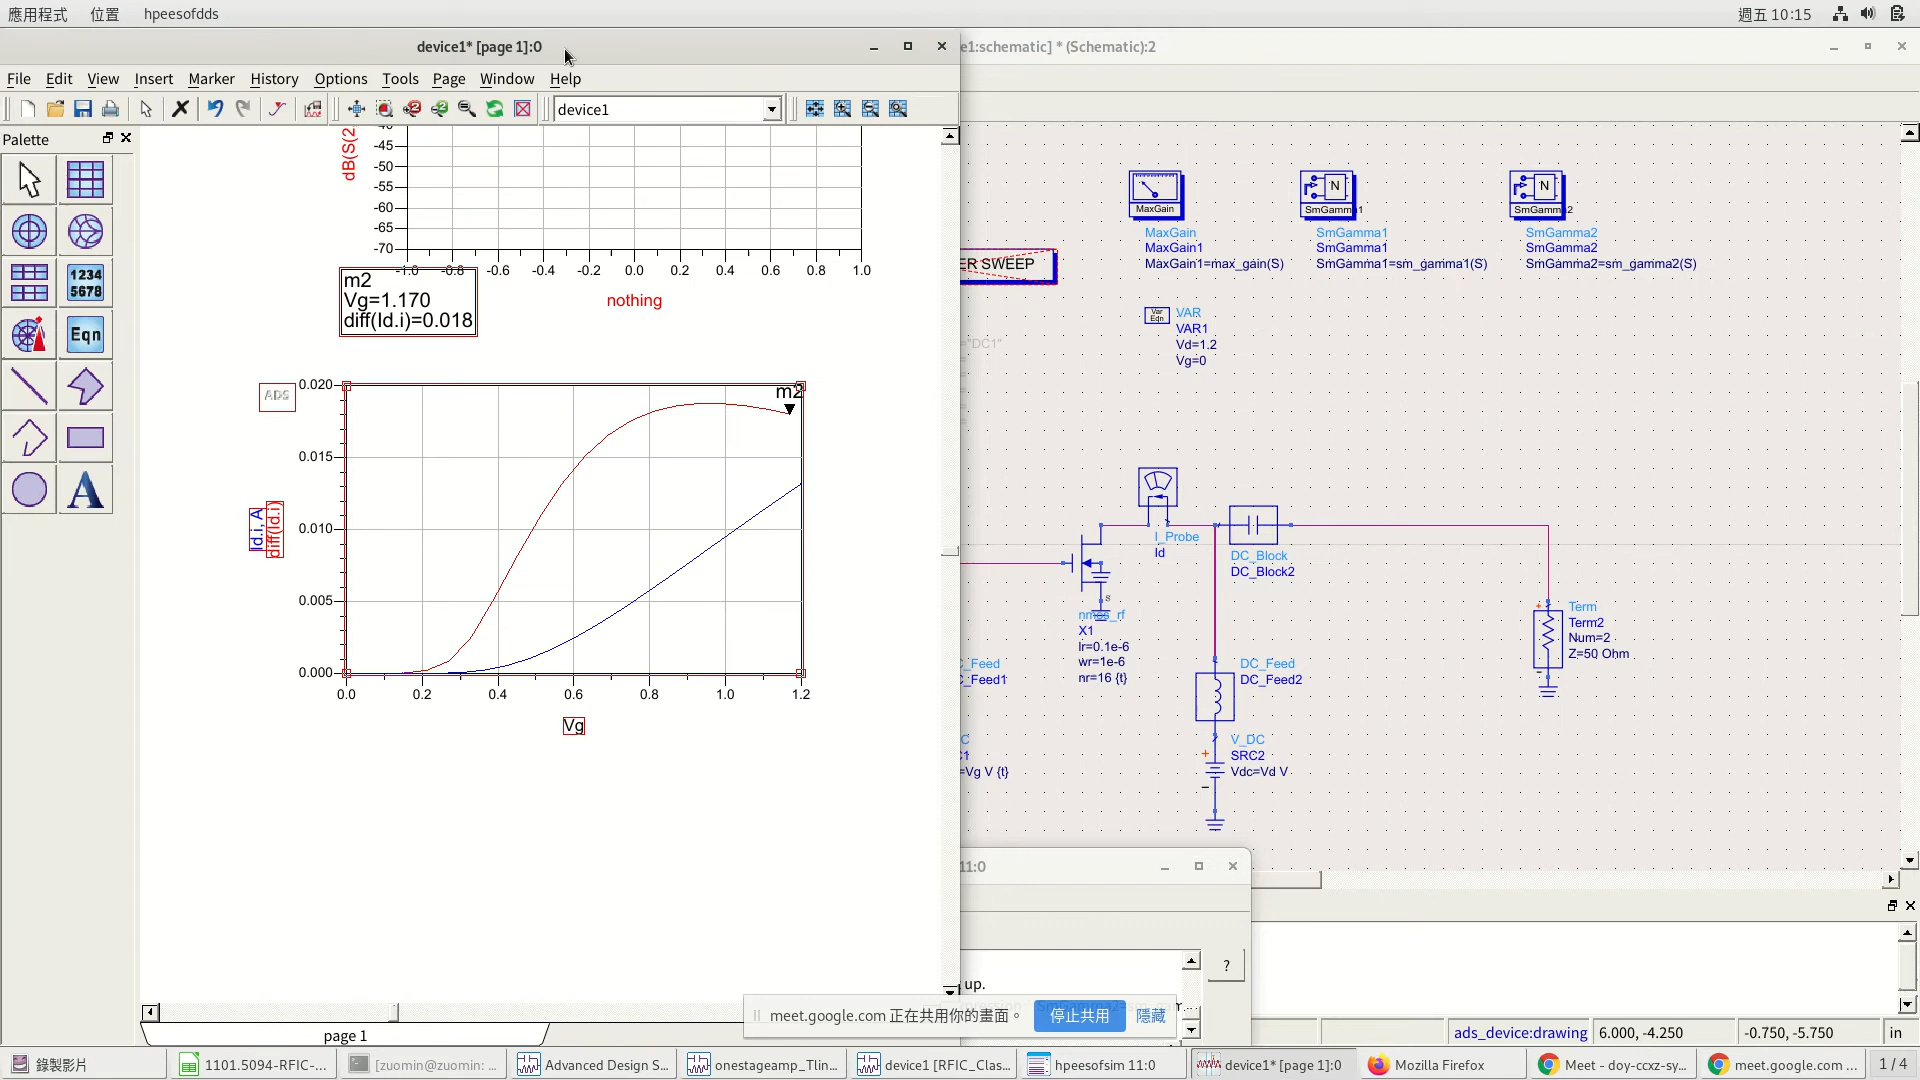 應用程式 位置 hpeesofdds 週五 10:15
device1* [page 1]:0
e1:schematic] * (Schematic):2
File Edit View Insert Marker History Options Tools Page Window Help
device1
Palette
1234
5678
Eqn
A
dB(S(2
-45
-50
-55
-60
-65
-70
-1.0 -0.8 -0.6 -0.4 -0.2 0.0 0.2 0.4 0.6 0.8 1.0
nothing
m2
Vg=1.170
diff(Id.i)=0.018
ADS
m2
0.020
0.015
0.010
0.005
0.000
0.0 0.2 0.4 0.6 0.8 1.0 1.2
Id.i, A
diff(Id.i)
Vg
page 1
ER SWEEP
="DC1"
MaxGain
MaxGain
MaxGain1
MaxGain1=max_gain(S)
N
SmGamma1
SmGamma1
SmGamma1
SmGamma1=sm_gamma1(S)
N
SmGamma2
SmGamma2
SmGamma2
SmGamma2=sm_gamma2(S)
Var
Eqn
VAR
VAR1
Vd=1.2
Vg=0
I_Probe
Id
DC_Block
DC_Block2
s
nmos_rf
X1
lr=0.1e-6
wr=1e-6
nr=16 {t}
Term
Term2
Num=2
Z=50 Ohm
C_Feed
C_Feed1
DC_Feed
DC_Feed2
C
C1
=Vg V {t}
V_DC
SRC2
Vdc=Vd V
11:0
?
up.
meet.google.com 正在共用你的畫面。 停止共用 隱藏
ads_device:drawing 6.000, -4.250 -0.750, -5.750 in
錄製影片 1101.5094-RFIC-... [zuomin@zuomin: ... Advanced Design S... onestageamp_Tlin... device1 [RFIC_Clas... hpeesofsim 11:0 device1* [page 1]:0 Mozilla Firefox Meet - doy-ccxz-sy... meet.google.com ... 1 / 4